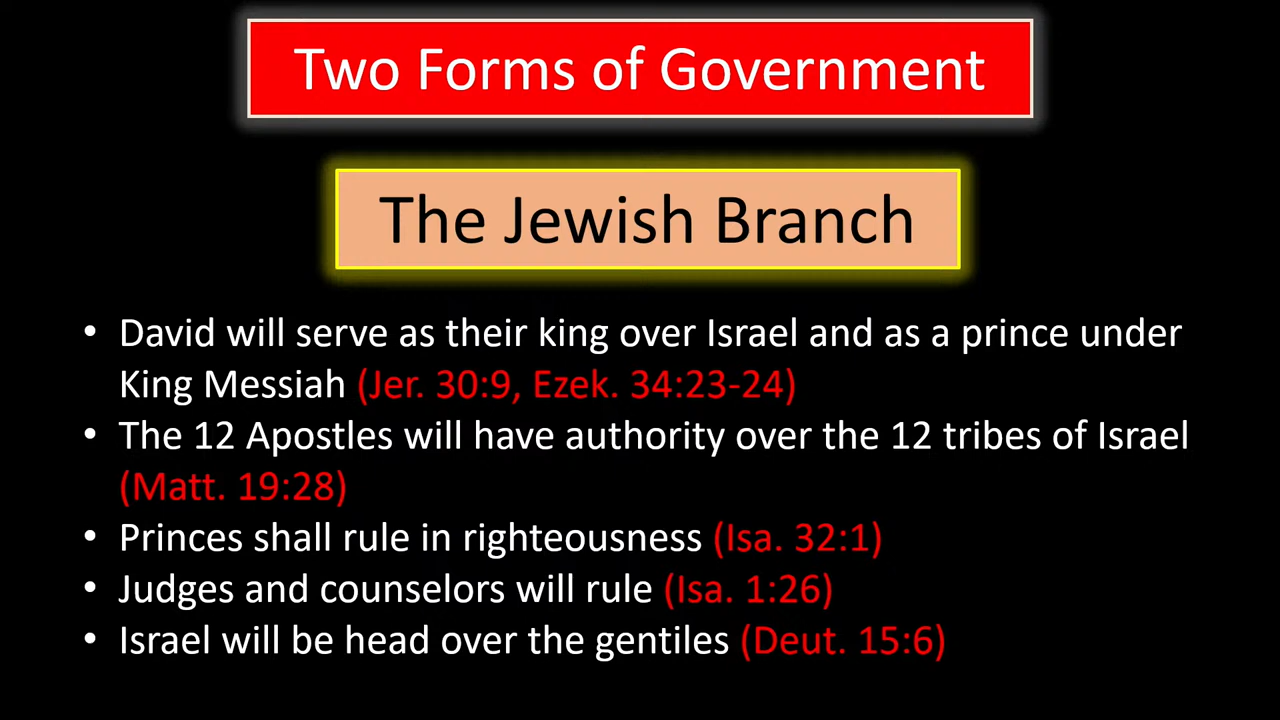 Two Forms of Government
The Jewish Branch
• David will serve as their king over Israel and as a prince under
King Messiah (Jer. 30:9, Ezek. 34:23-24)
• The 12 Apostles will have authority over the 12 tribes of Israel
(Matt. 19:28)
• Princes shall rule in righteousness (Isa. 32:1)
• Judges and counselors will rule (Isa. 1:26)
• Israel will be head over the gentiles (Deut. 15:6)